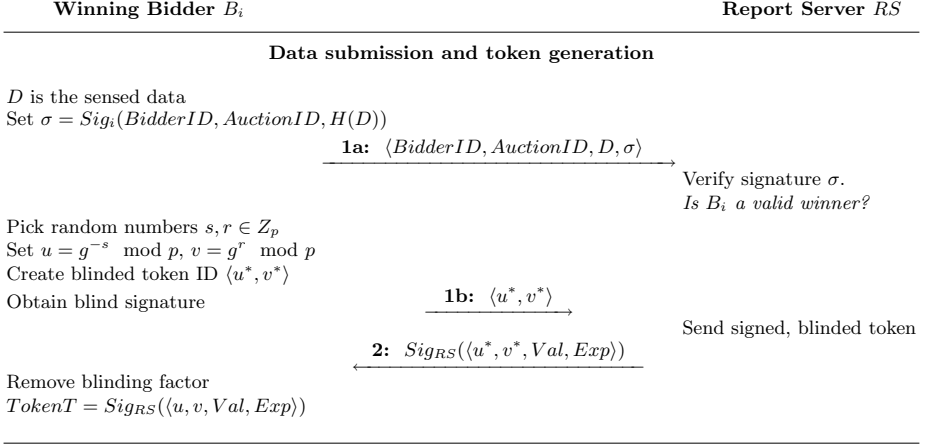 Winning Bidder B_i Report Server RS
Data submission and token generation
D is the sensed data
Set σ = Sig_i(BidderID, AuctionID, H(D))
1a: ⟨BidderID, AuctionID, D, σ⟩
Verify signature σ.
Is B_i a valid winner?
Pick random numbers s, r ∈ Z_p
Set u = g^{-s} mod p, v = g^r mod p
Create blinded token ID ⟨u*, v*⟩
Obtain blind signature
1b: ⟨u*, v*⟩
Send signed, blinded token
2: Sig_RS(⟨u*, v*, Val, Exp⟩)
Remove blinding factor
TokenT = Sig_RS(⟨u, v, Val, Exp⟩)